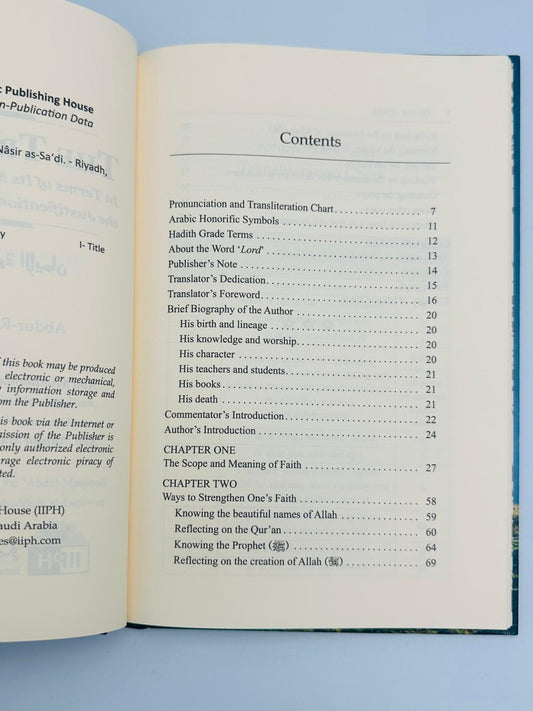 c Publishing House
n-Publication Data
Nâsir as-Sa‘di. - Riyadh,
y
I- Title
f this book may be produced
electronic or mechanical,
information storage and
om the Publisher.
is book via the Internet or
mission of the Publisher is
only authorized electronic
rage electronic piracy of
ted.
House (IIPH)
audi Arabia
es@iiph.com
Contents
Pronunciation and Transliteration Chart 7
Arabic Honorific Symbols 11
Hadith Grade Terms 12
About the Word ‘Lord’ 13
Publisher’s Note 14
Translator’s Dedication 15
Translator’s Foreword 16
Brief Biography of the Author 20
His birth and lineage 20
His knowledge and worship 20
His character 20
His teachers and students 21
His books 21
His death 21
Commentator’s Introduction 22
Author’s Introduction 24
CHAPTER ONE
The Scope and Meaning of Faith 27
CHAPTER TWO
Ways to Strengthen One’s Faith 58
Knowing the beautiful names of Allah 59
Reflecting on the Qur’an 60
Knowing the Prophet (ﷺ) 64
Reflecting on the creation of Allah 69